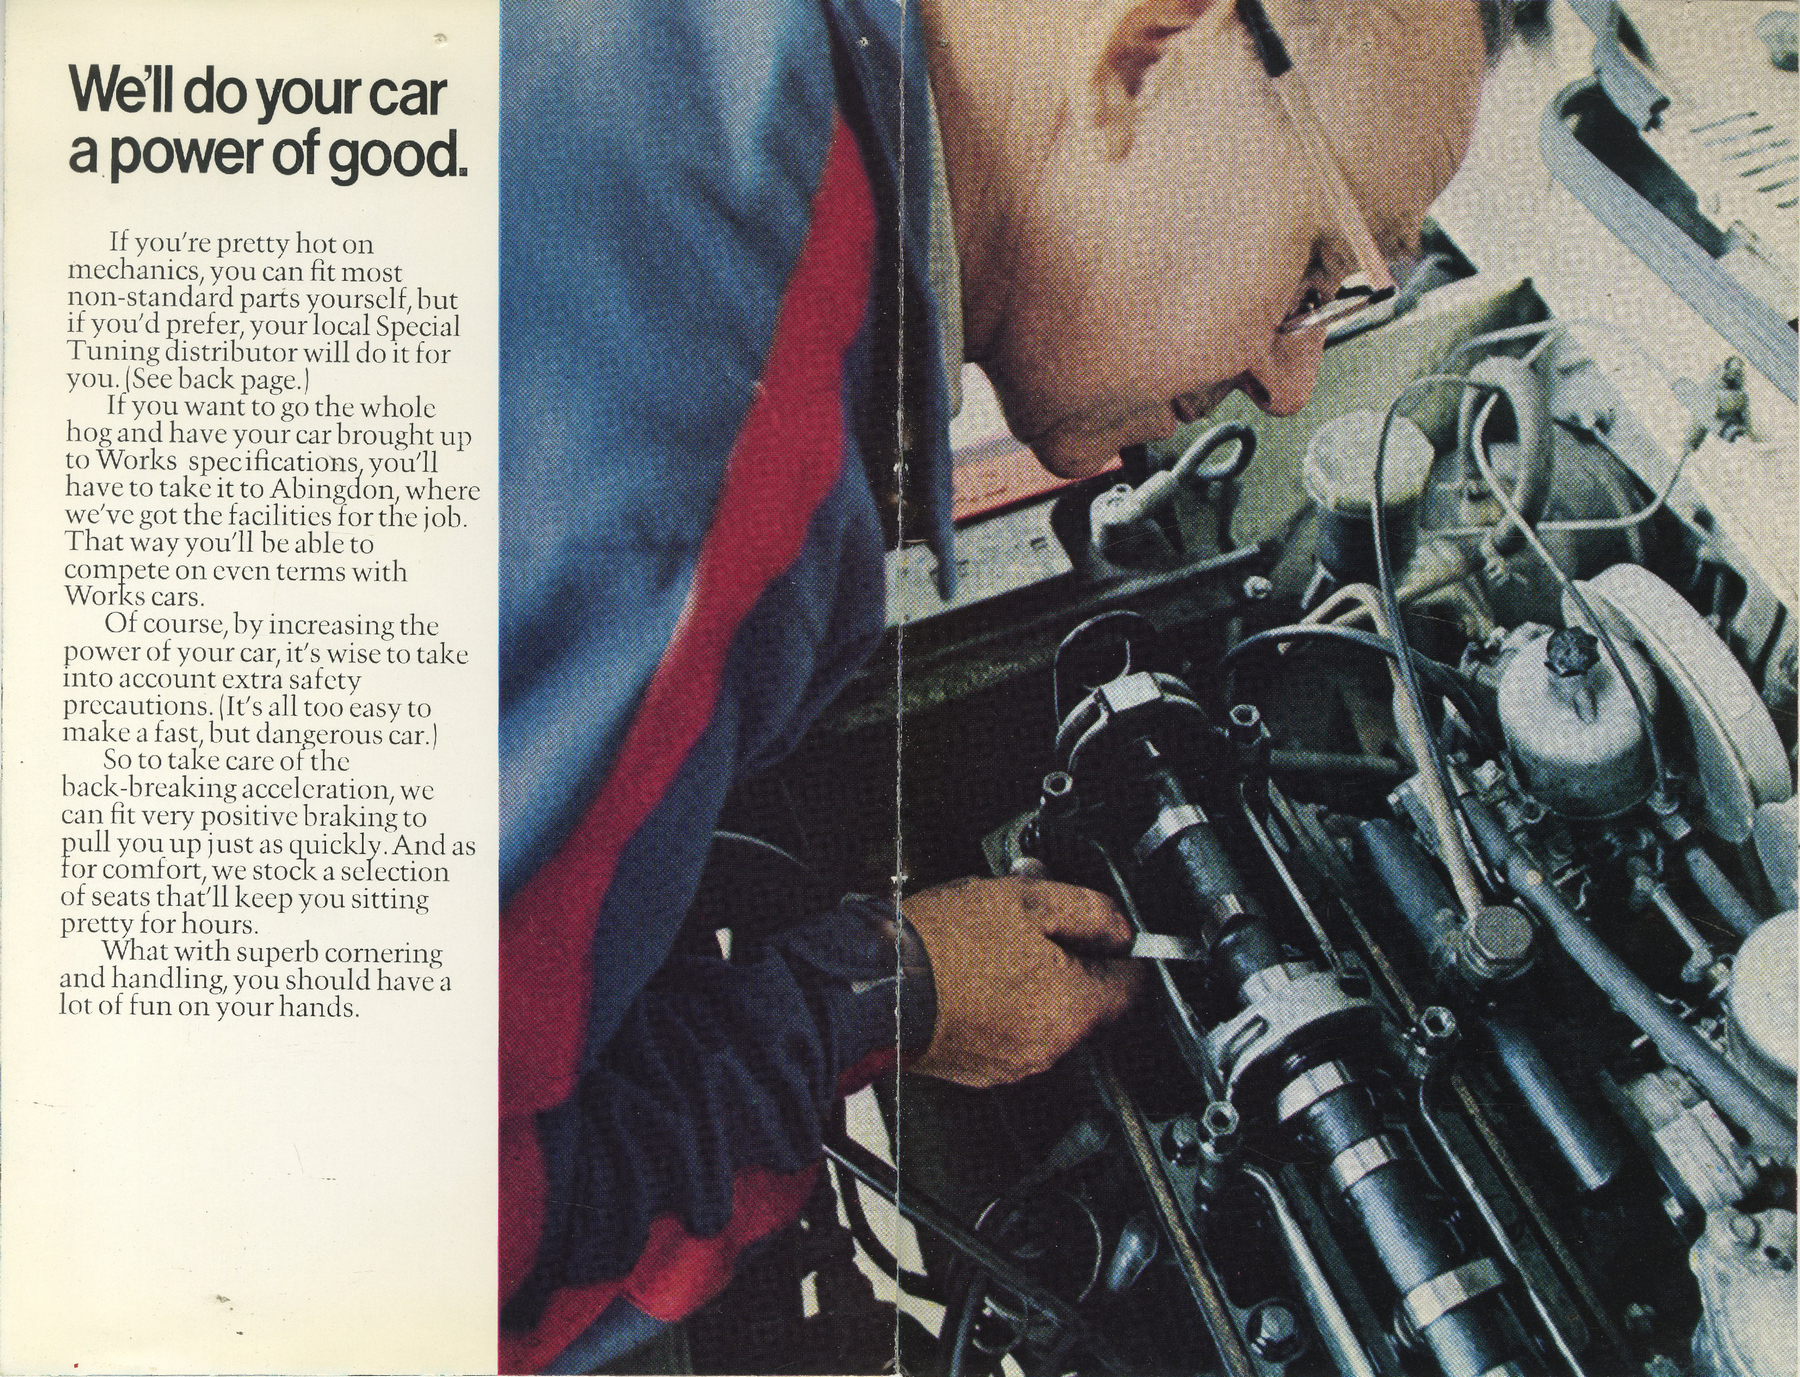 We'll do your car
a power of good.
If you're pretty hot on
mechanics, you can fit most
non-standard parts yourself, but
if you'd prefer, your local Special
Tuning distributor will do it for
you. (See back page.)
If you want to go the whole
hog and have your car brought up
to Works specifications, you'll
have to take it to Abingdon, where
we've got the facilities for the job.
That way you'll be able to
compete on even terms with
Works cars.
Of course, by increasing the
power of your car, it's wise to take
into account extra safety
precautions. (It's all too easy to
make a fast, but dangerous car.)
So to take care of the
back-breaking acceleration, we
can fit very positive braking to
pull you up just as quickly. And as
for comfort, we stock a selection
of seats that'll keep you sitting
pretty for hours.
What with superb cornering
and handling, you should have a
lot of fun on your hands.